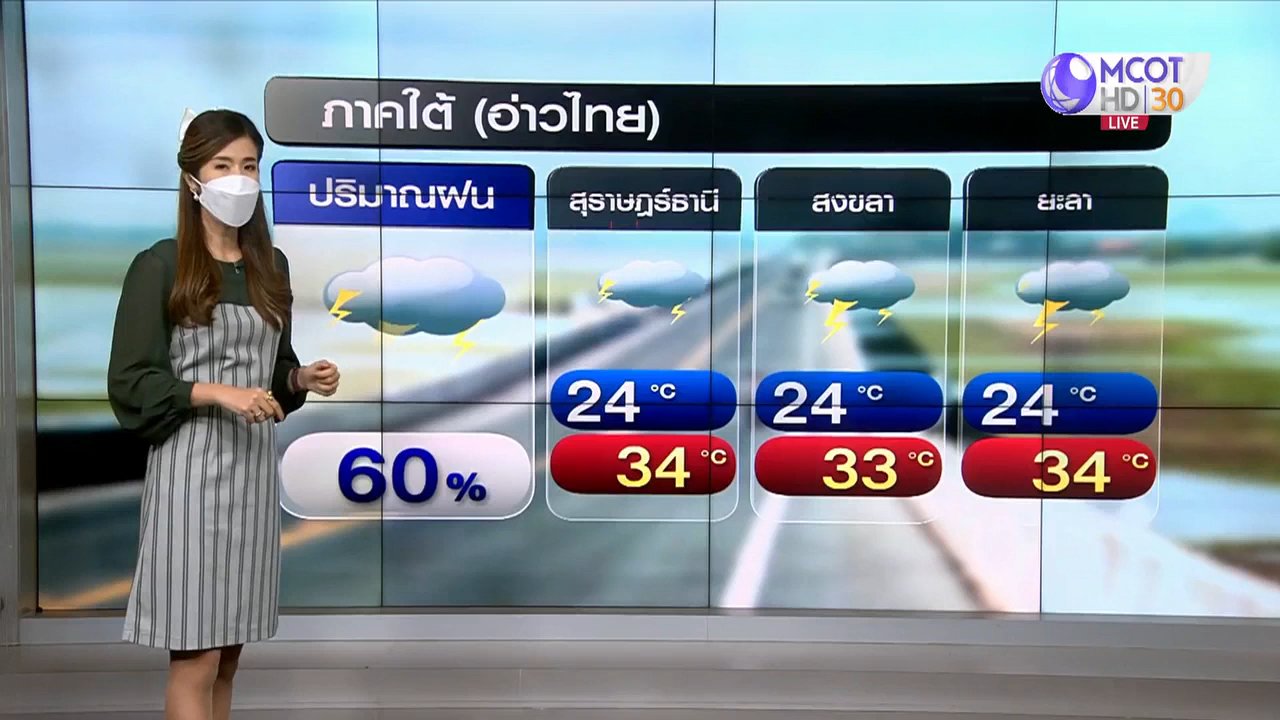 MCOT
HD 30
LIVE
ภาคใต้ (อ่าวไทย)
ปริมาณฝน
60 %
สุราษฎร์ธานี
24 °C
34 °C
สงขลา
24 °C
33 °C
ยะลา
24 °C
34 °C